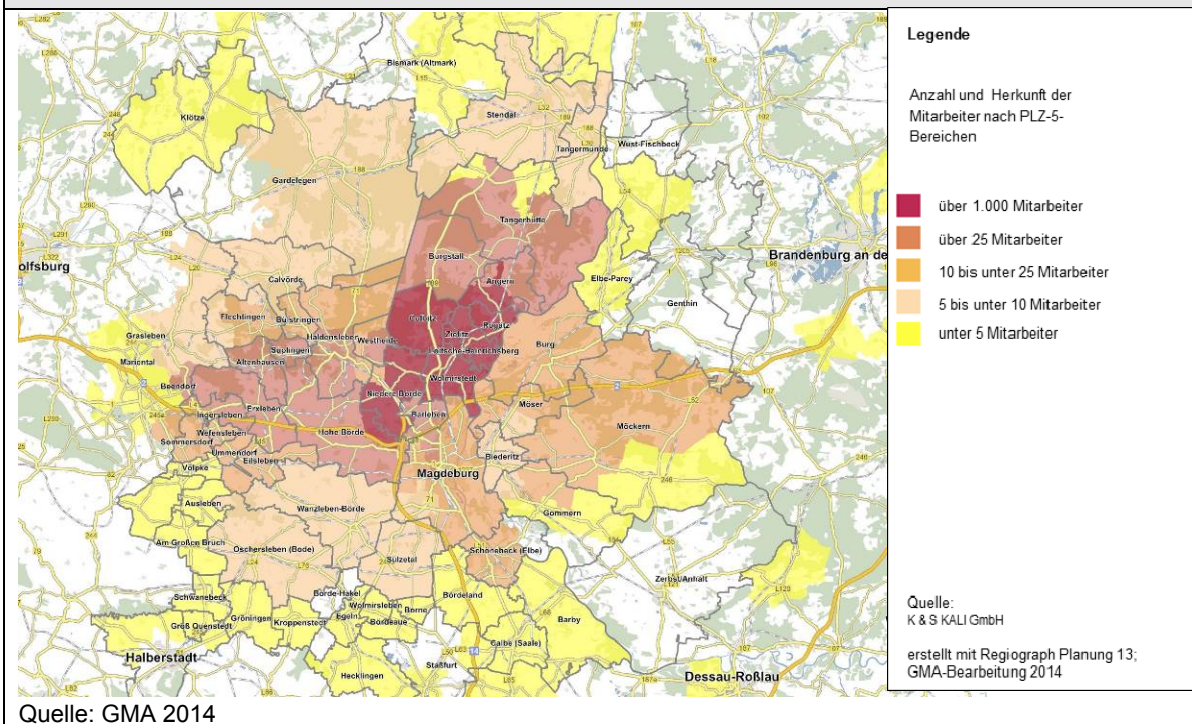 Bismark (Altmark)
Klötze
Stendal
Tangermünde
Wust-Fischbeck
Gardelegen
Tangerhütte
olfsburg
Burgstall
Brandenburg an de
Angern
Elbe-Parey
Calvörde
Genthin
Flechtingen
Bülstringen
Colbitz
Zielitz
Rogätz
Grasleben
Haldensleben
Westheide
Loitsche-Heinrichsberg
Burg
Mariental
Süplingen
Altenhausen
Wolmirstedt
Beendorf
Niedere Börde
Möser
Erxleben
Barleben
Ingersleben
Möckern
Hohe Börde
Wefensleben
Sommersdorf
Ummendorf
Eilsleben
Biederitz
Völpke
Magdeburg
Ausleben
Wanzleben-Börde
Gommern
Am Großen Bruch
Oschersleben (Bode)
Schönebeck (Elbe)
Sülzetal
Zerbst/Anhalt
Schwanebeck
Börde-Hakel
Bördeland
Wolmirsleben
Borne
Gröningen
Egeln
Barby
Groß Quenstedt
Kroppenstedt
Bördeaue
Calbe (Saale)
Halberstadt
Staßfurt
Hecklingen
Dessau-Roßlau
Legende
Anzahl und Herkunft der
Mitarbeiter nach PLZ-5-
Bereichen
über 1.000 Mitarbeiter
über 25 Mitarbeiter
10 bis unter 25 Mitarbeiter
5 bis unter 10 Mitarbeiter
unter 5 Mitarbeiter
Quelle:
K & S KALI GmbH
erstellt mit Regiograph Planung 13;
GMA-Bearbeitung 2014
Quelle: GMA 2014